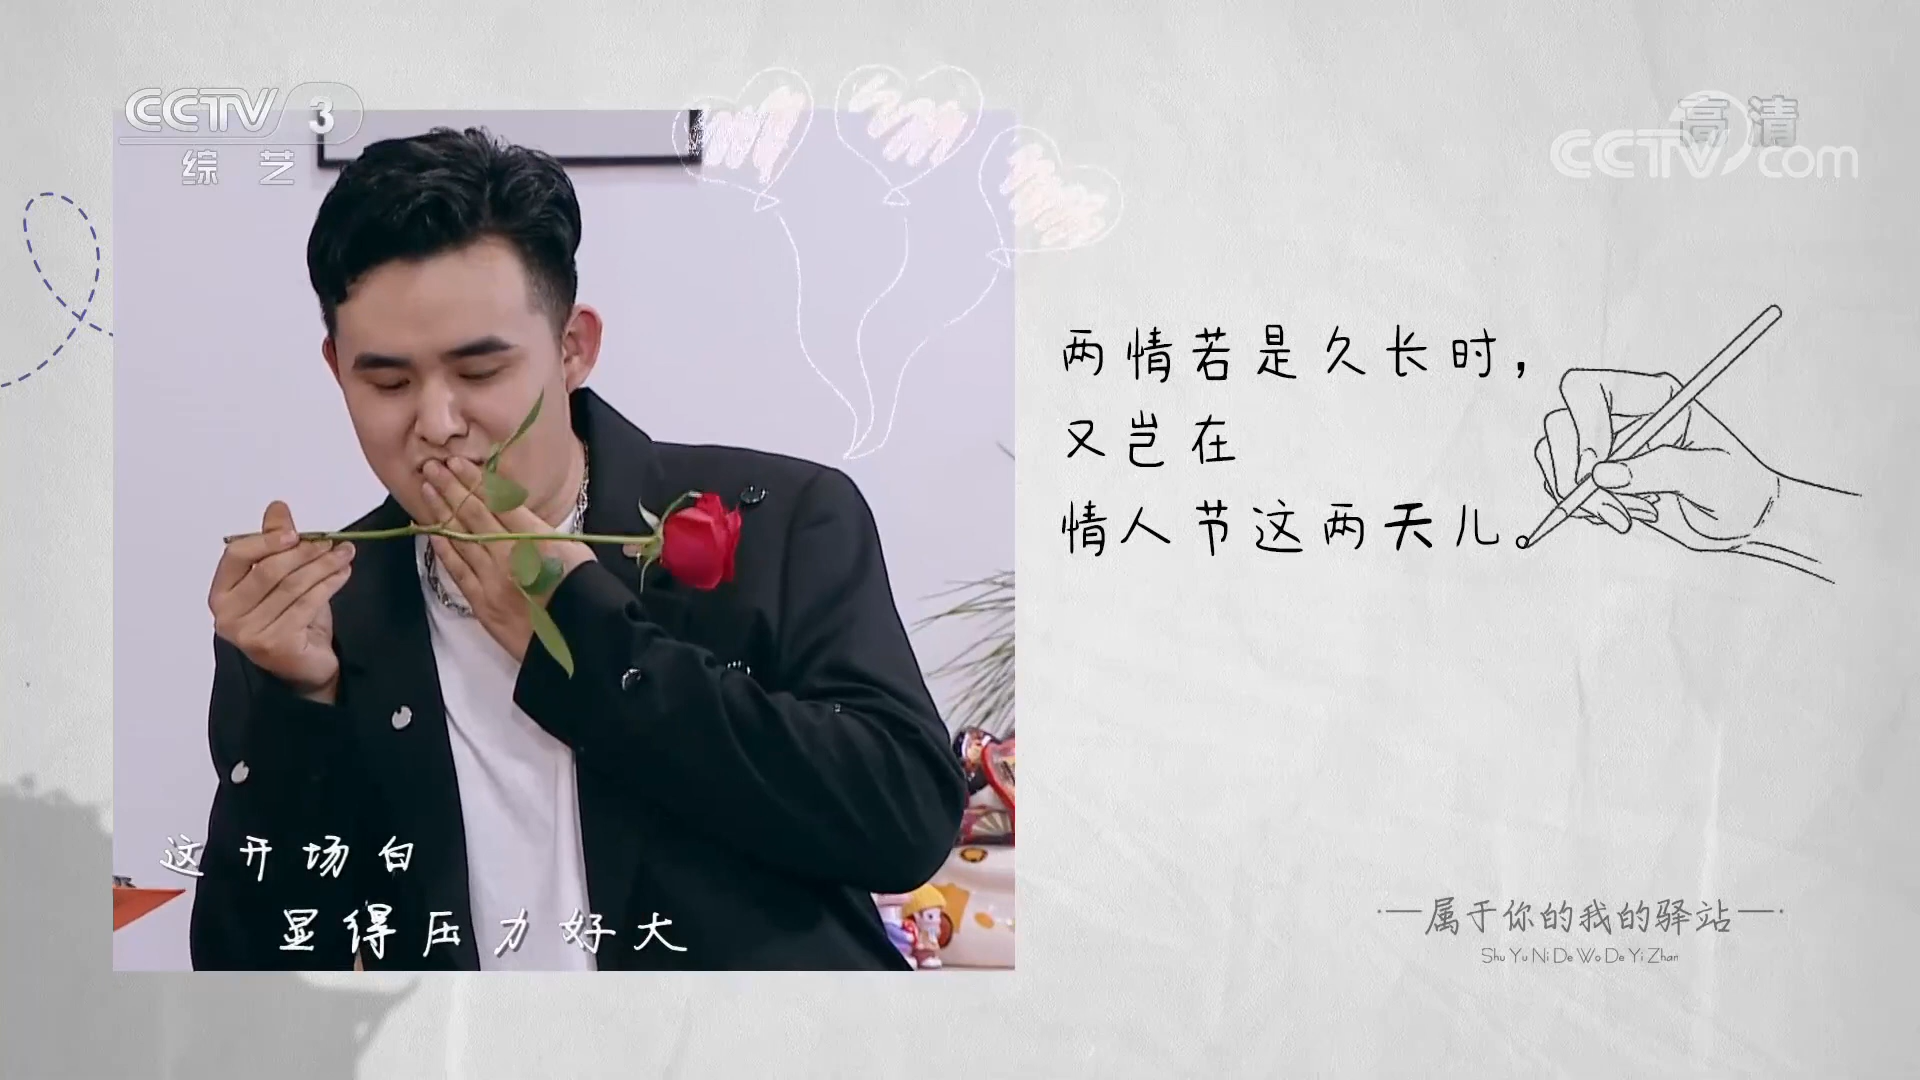 CCTV 3
综艺
高清
CCTV.com
两情若是久长时，
又岂在
情人节这两天儿。
这开场白
显得压力好大
属于你的我的驿站
Shu Yu Ni De Wo De Yi Zhan